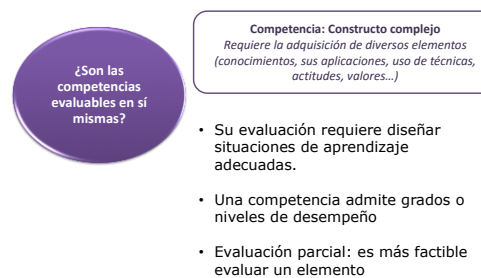 ¿Son las
competencias
evaluables en sí
mismas?
Competencia: Constructo complejo
Requiere la adquisición de diversos elementos
(conocimientos, sus aplicaciones, uso de técnicas,
actitudes, valores...)
• Su evaluación requiere diseñar
situaciones de aprendizaje
adecuadas.
• Una competencia admite grados o
niveles de desempeño
• Evaluación parcial: es más factible
evaluar un elemento